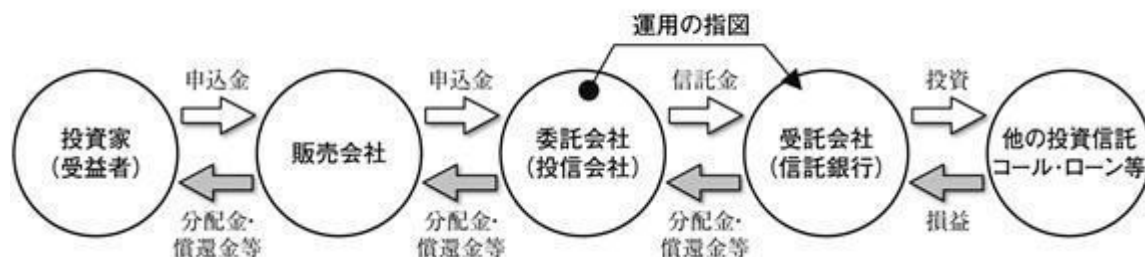 運用の指図
申込金
申込金
信託金
投資
投資家
(受益者)
販売会社
委託会社
(投信会社)
受託会社
(信託銀行)
他の投資信託
コール・ローン等
分配金・
償還金等
分配金・
償還金等
分配金・
償還金等
損益